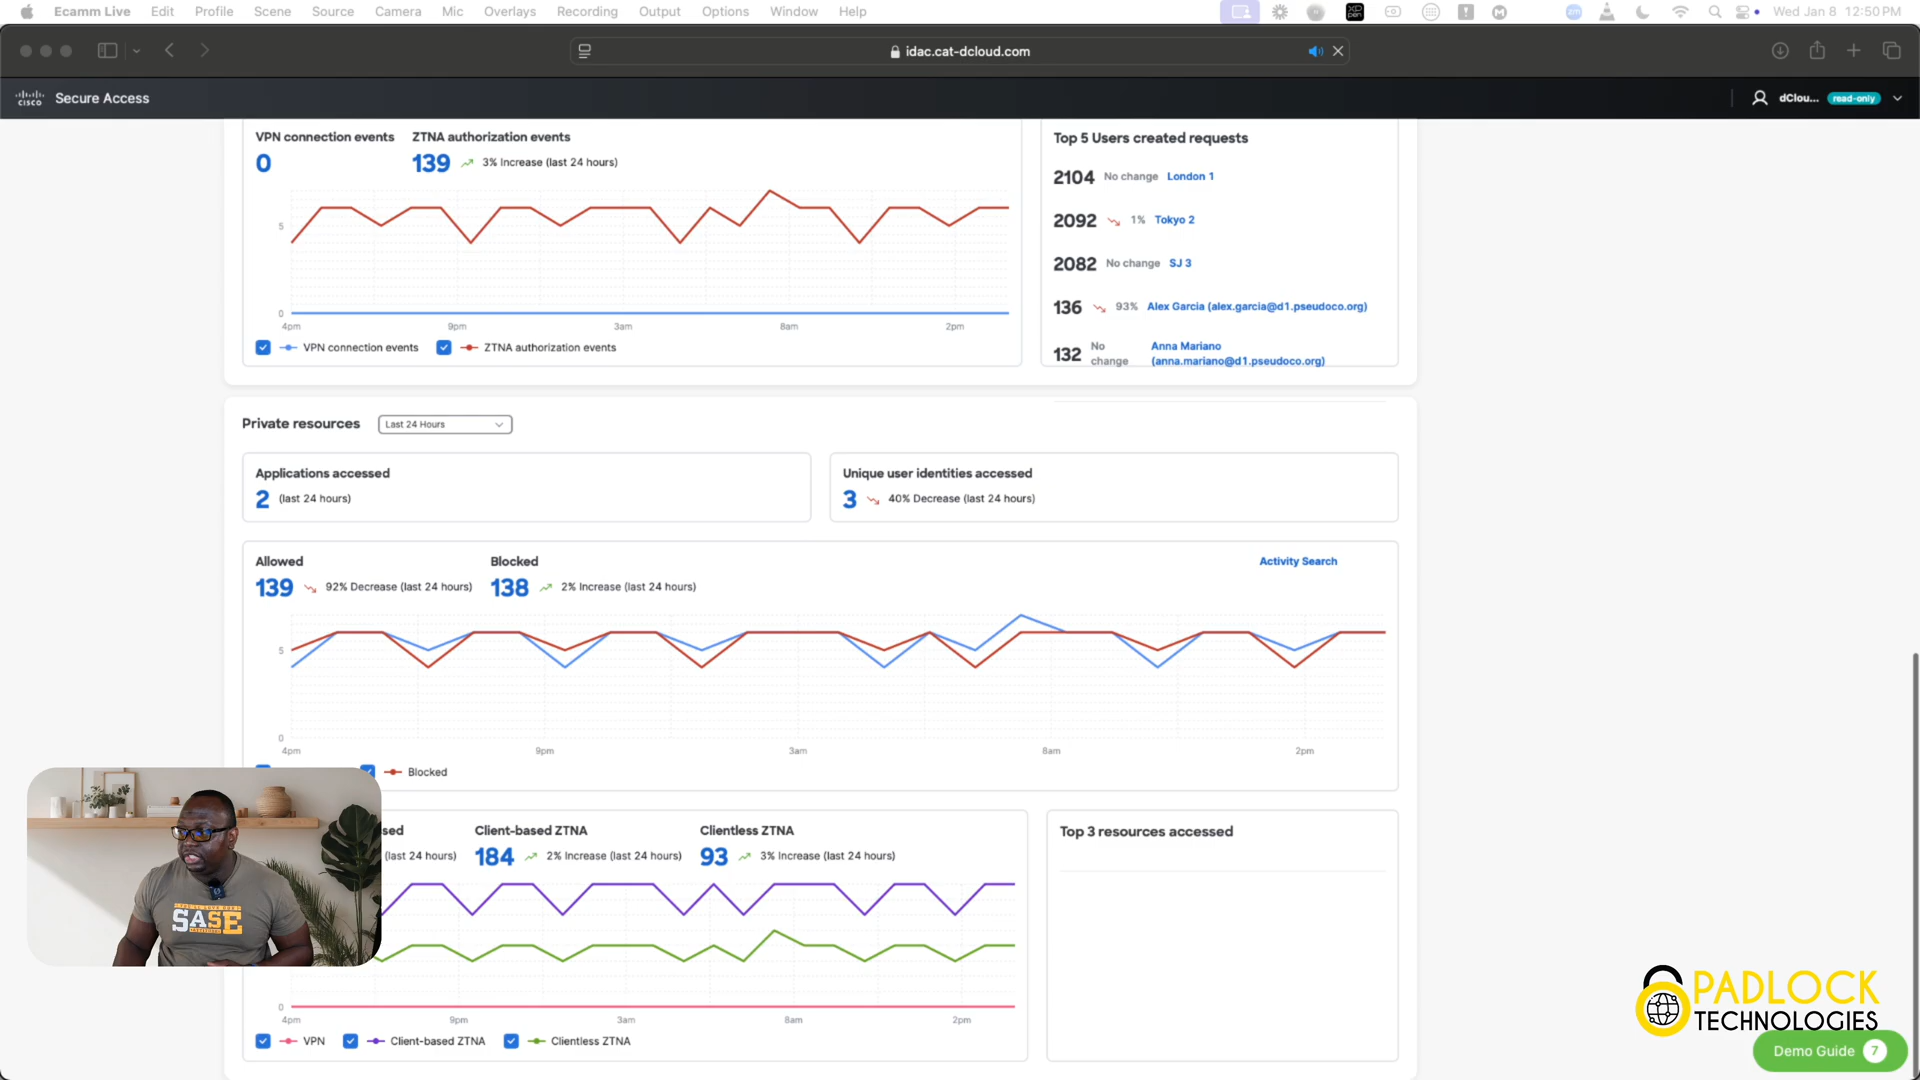 Ecamm Live Edit Profile Scene Source Camera Mic Overlays Recording Output Options Window Help
Wed Jan 8 12:50 PM
idac.cat-dcloud.com
CISCO Secure Access
dClou... read-only
VPN connection events ZTNA authorization events
0 139 3% Increase (last 24 hours)
5
0
4pm 9pm 3am 8am 2pm
VPN connection events ZTNA authorization events
Top 5 Users created requests
2104 No change London 1
2092 1% Tokyo 2
2082 No change SJ 3
136 93% Alex Garcia (alex.garcia@d1.pseudoco.org)
132 No change Anna Mariano
(anna.mariano@d1.pseudoco.org)
Private resources Last 24 Hours
Applications accessed
2 (last 24 hours)
Unique user identities accessed
3 40% Decrease (last 24 hours)
Allowed Blocked Activity Search
139 92% Decrease (last 24 hours) 138 2% Increase (last 24 hours)
5
0
4pm 9pm 3am 8am 2pm
Blocked
sed Client-based ZTNA Clientless ZTNA
(last 24 hours) 184 2% Increase (last 24 hours) 93 3% Increase (last 24 hours)
0
4pm 9pm 3am 8am 2pm
VPN Client-based ZTNA Clientless ZTNA
Top 3 resources accessed
SASE
PADLOCK
TECHNOLOGIES
Demo Guide 7